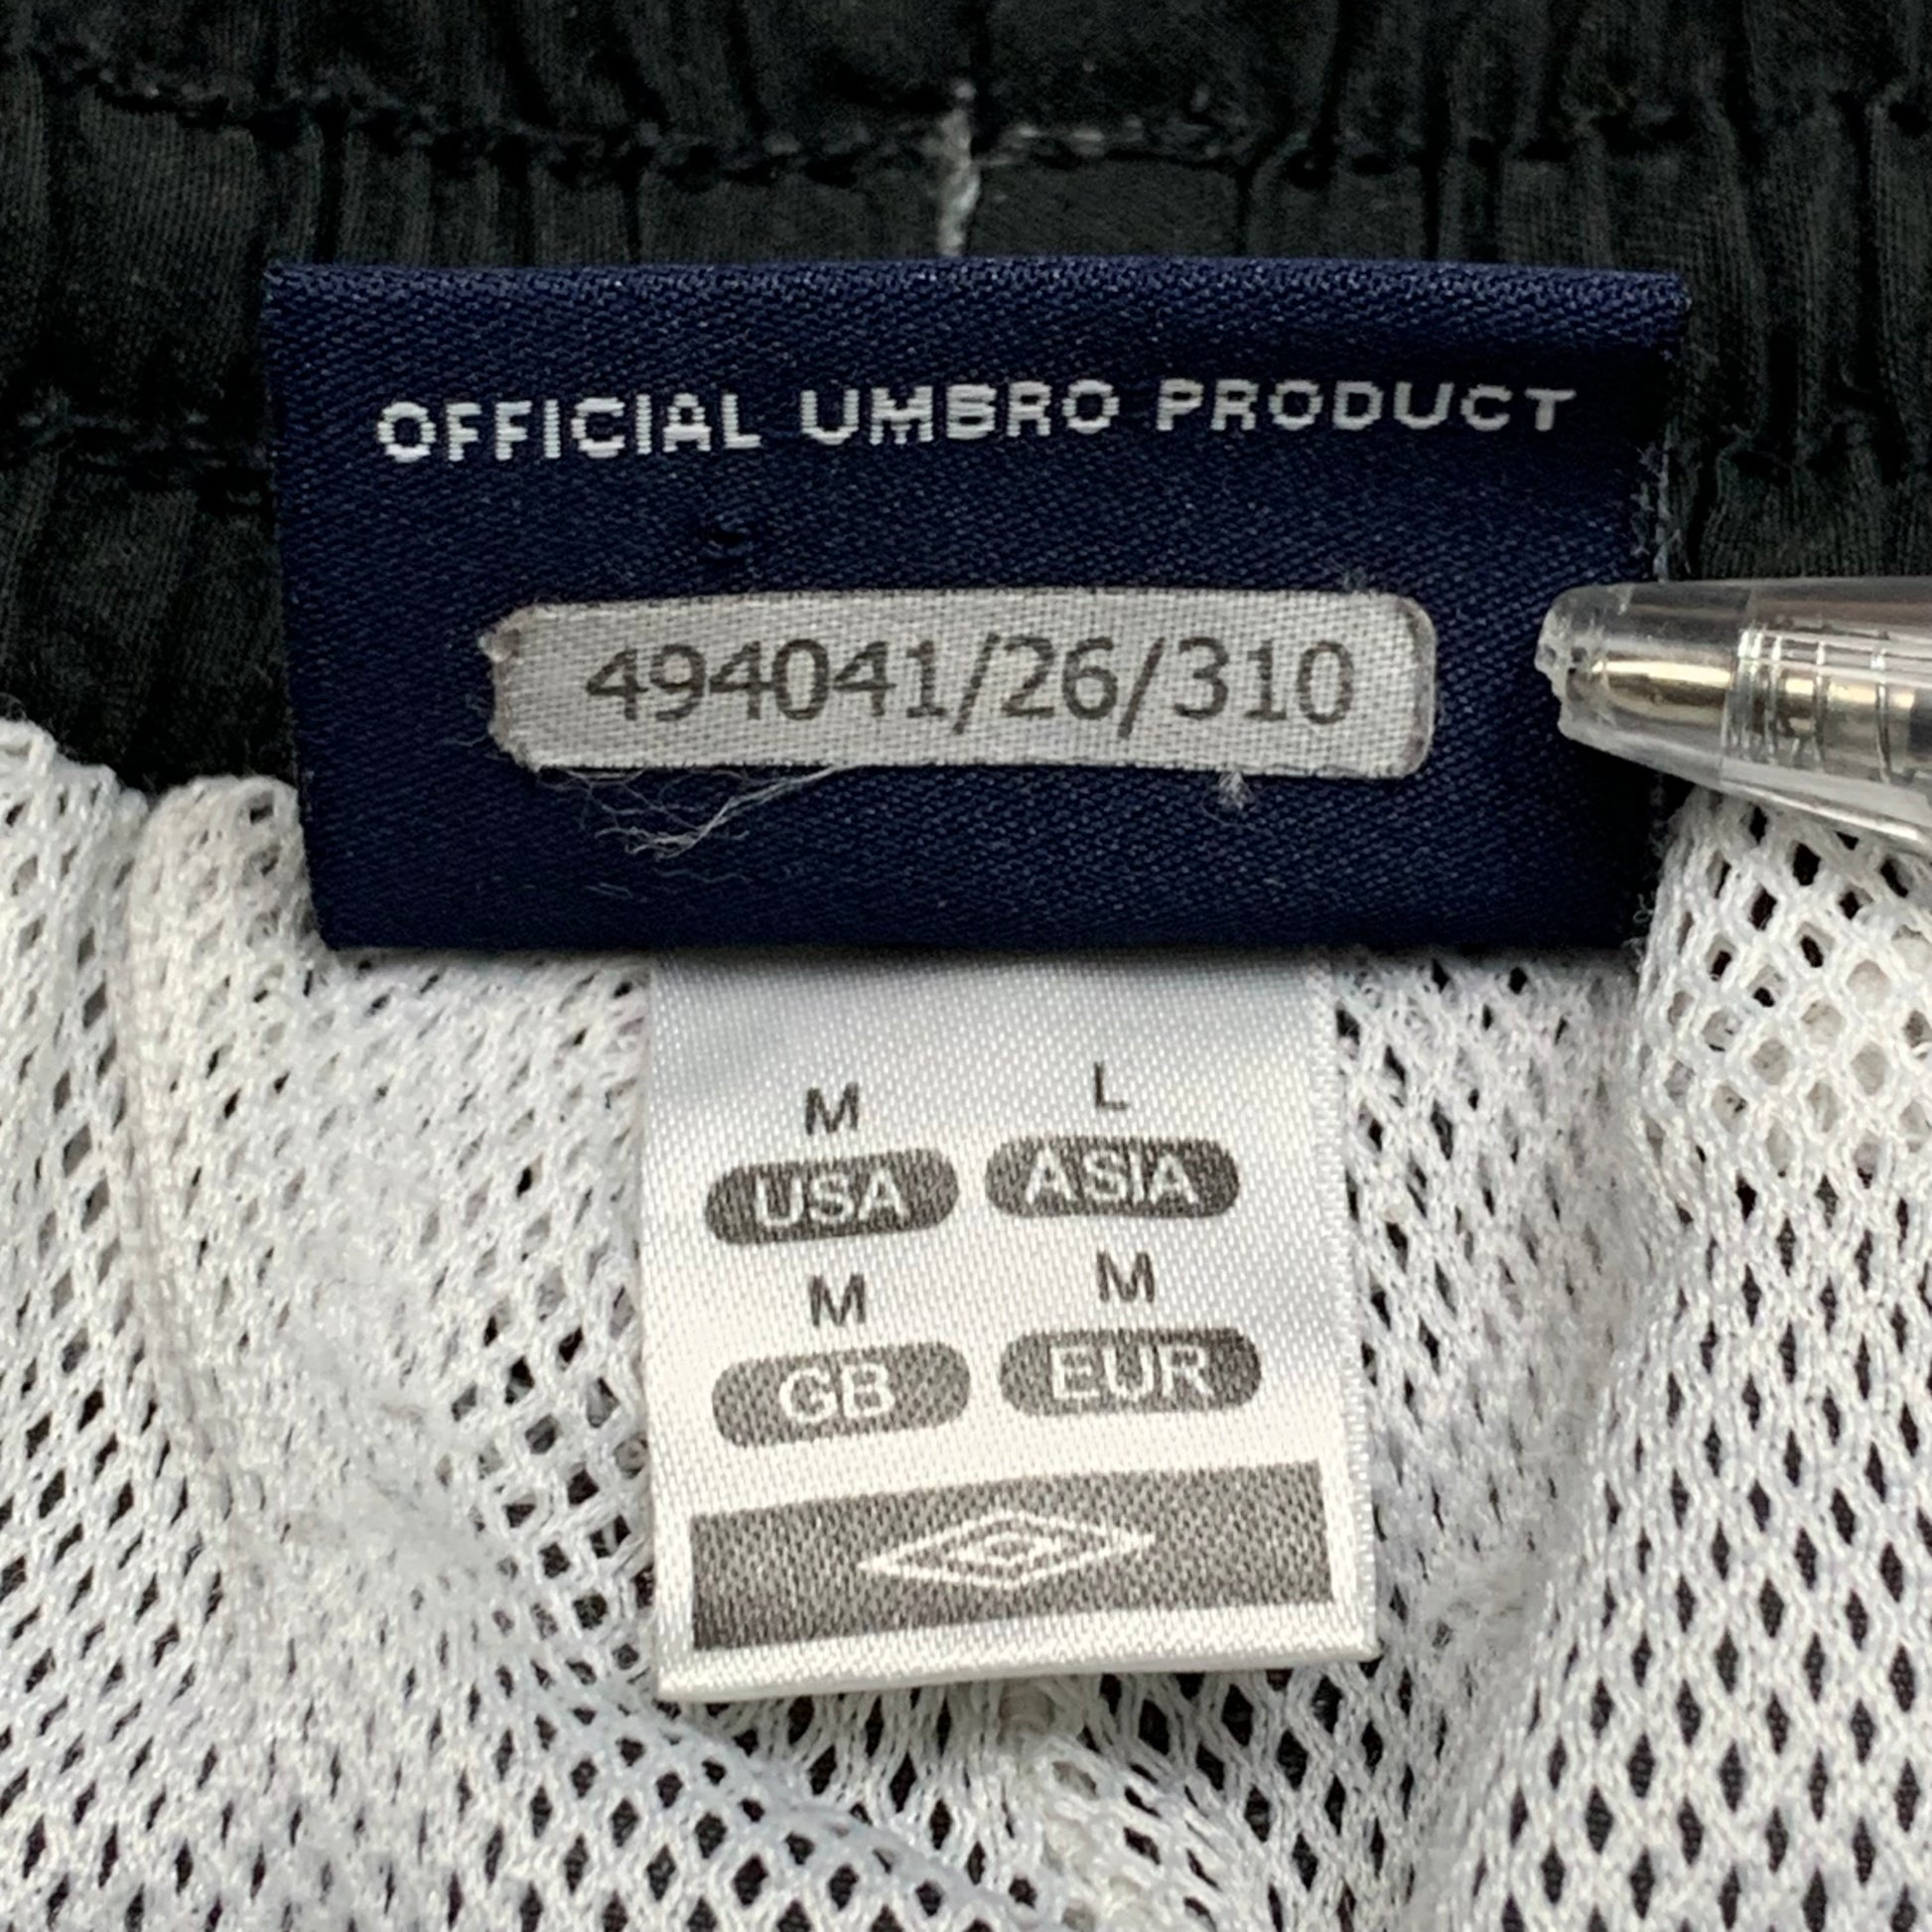 OFFICIAL UMBRO PRODUCT
494041/26/310
M L
USA ASIA
M M
GB EUR